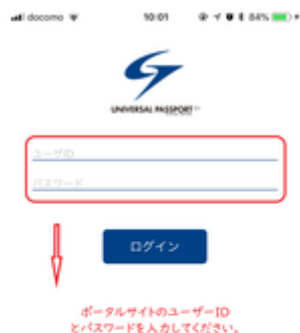 docomo 10:01 84%
UNIVERSAL PASSPORT
ユーザID
パスワード
ログイン
ポータルサイトのユーザーID
とパスワードを入力してください。